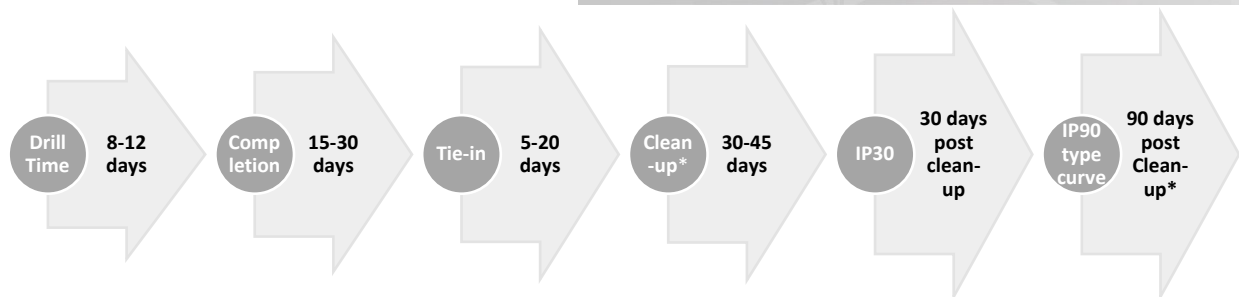 Drill
Time
8-12
days
Comp
letion
15-30
days
Tie-in
5-20
days
Clean
-up*
30-45
days
IP30
30 days
post
clean-
up
IP90
type
curve
90 days
post
Clean-
up*